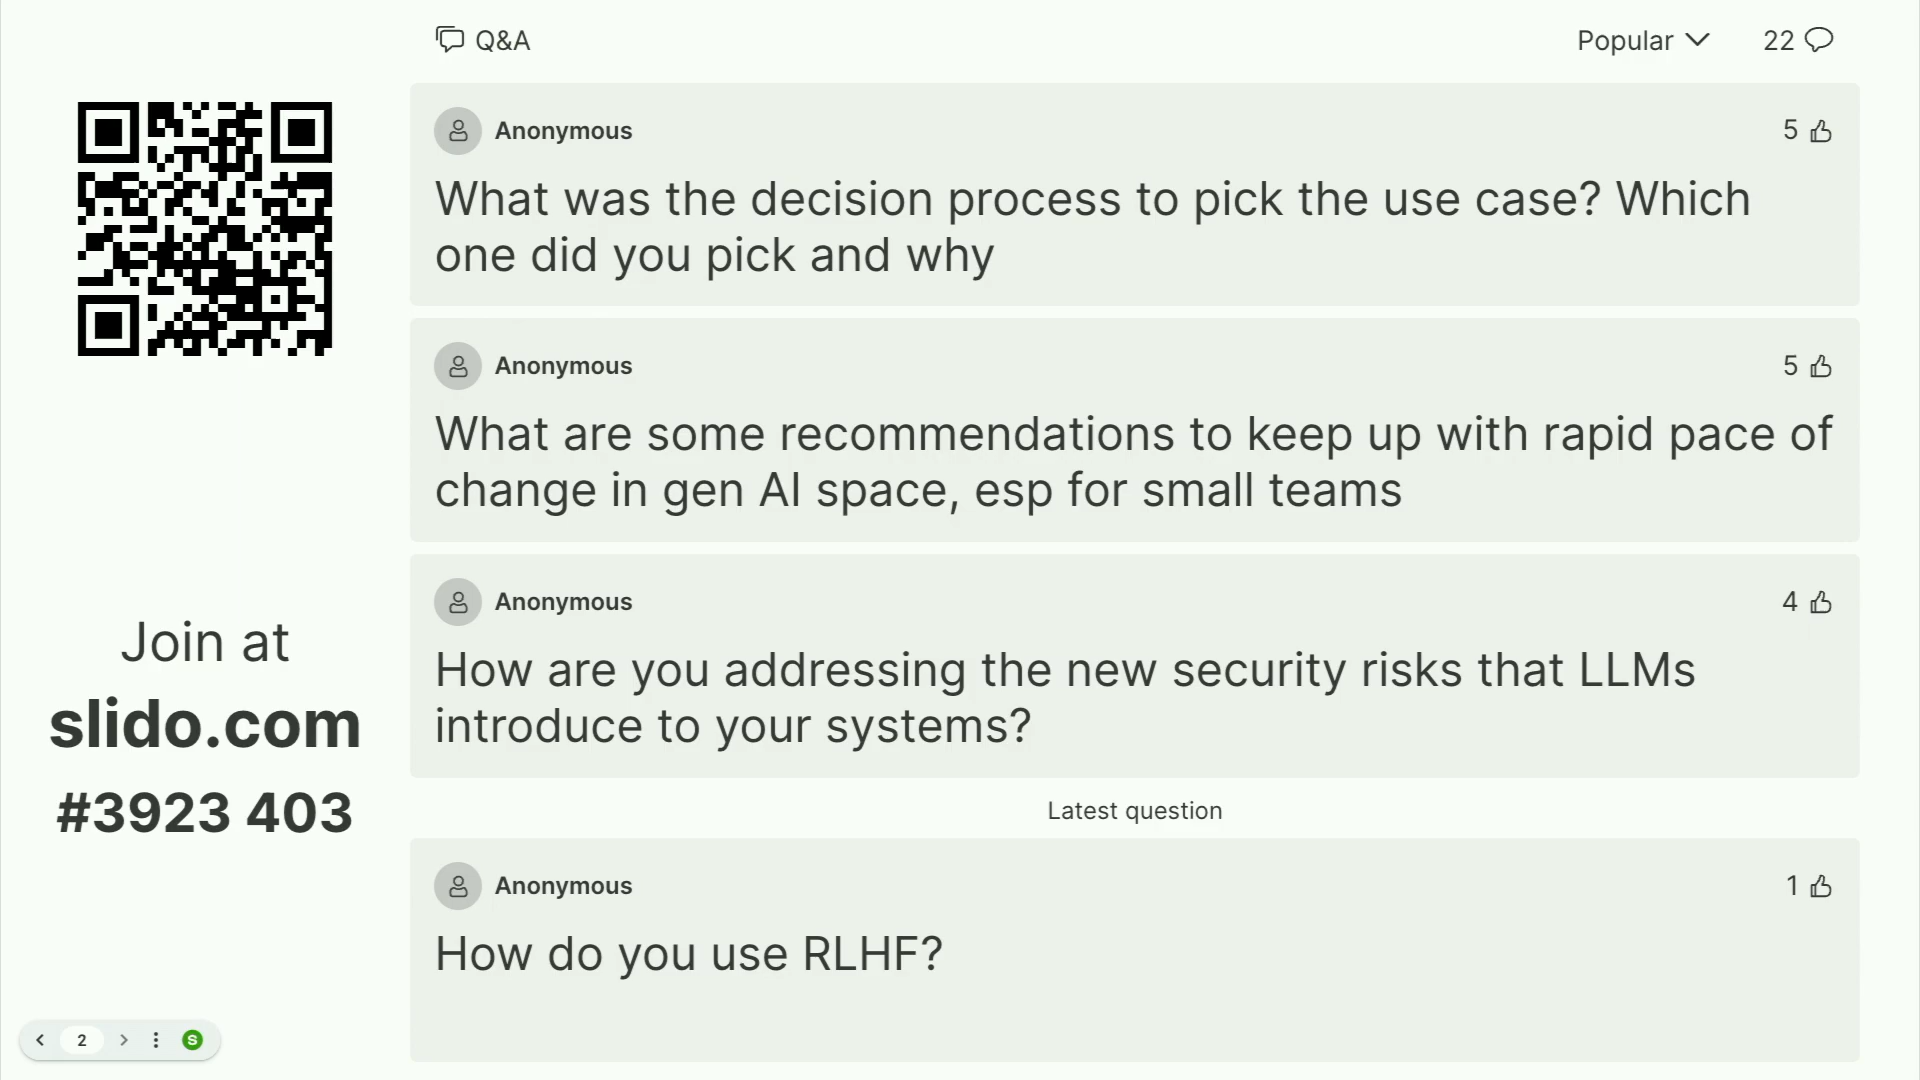 Q&A
Popular
22
Anonymous
5
What was the decision process to pick the use case? Which
one did you pick and why
Anonymous
5
What are some recommendations to keep up with rapid pace of
change in gen AI space, esp for small teams
Anonymous
4
How are you addressing the new security risks that LLMs
introduce to your systems?
Latest question
Anonymous
1
How do you use RLHF?
Join at
slido.com
#3923 403
2
S